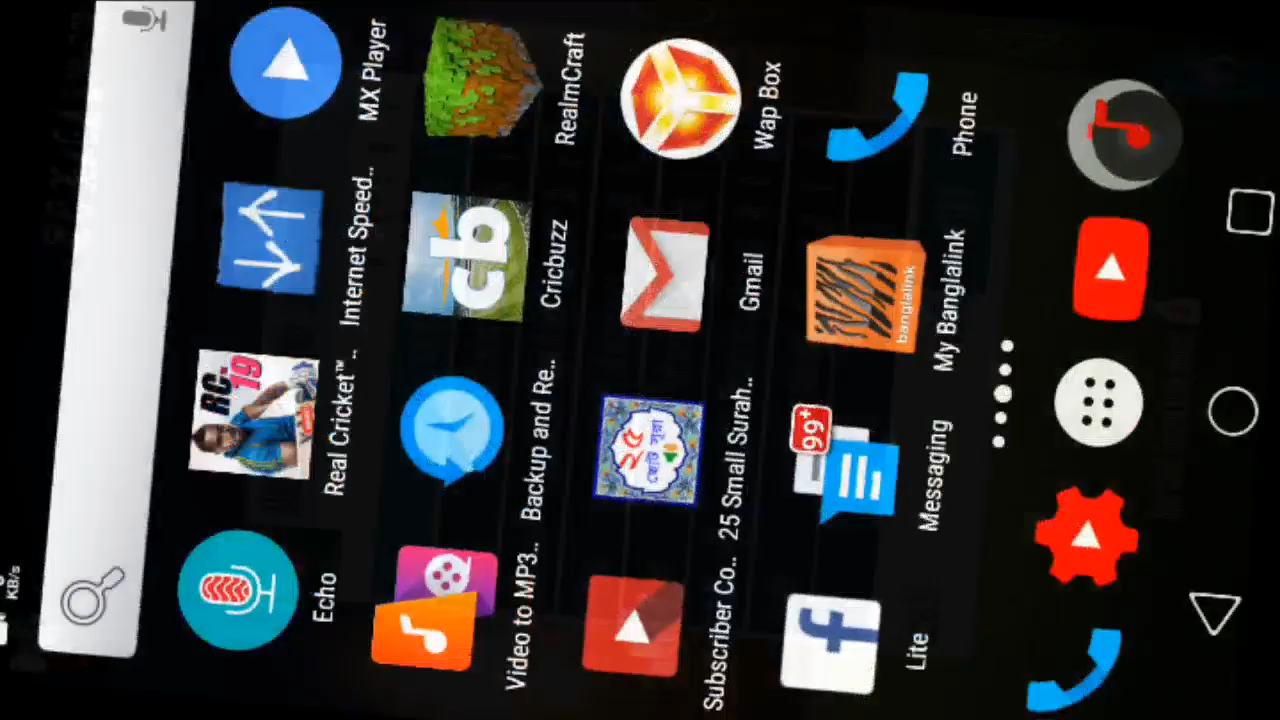 KB/s
RC
19
Echo
Real Cricket™ ..
Internet Speed..
MX Player
cb
Video to MP3..
Backup and Re..
Cricbuzz
RealmCraft
২৫
ছোট সূরা
Subscriber Co..
25 Small Surah..
Gmail
Wap Box
f
99+
banglalink
Lite
Messaging
My Banglalink
Phone